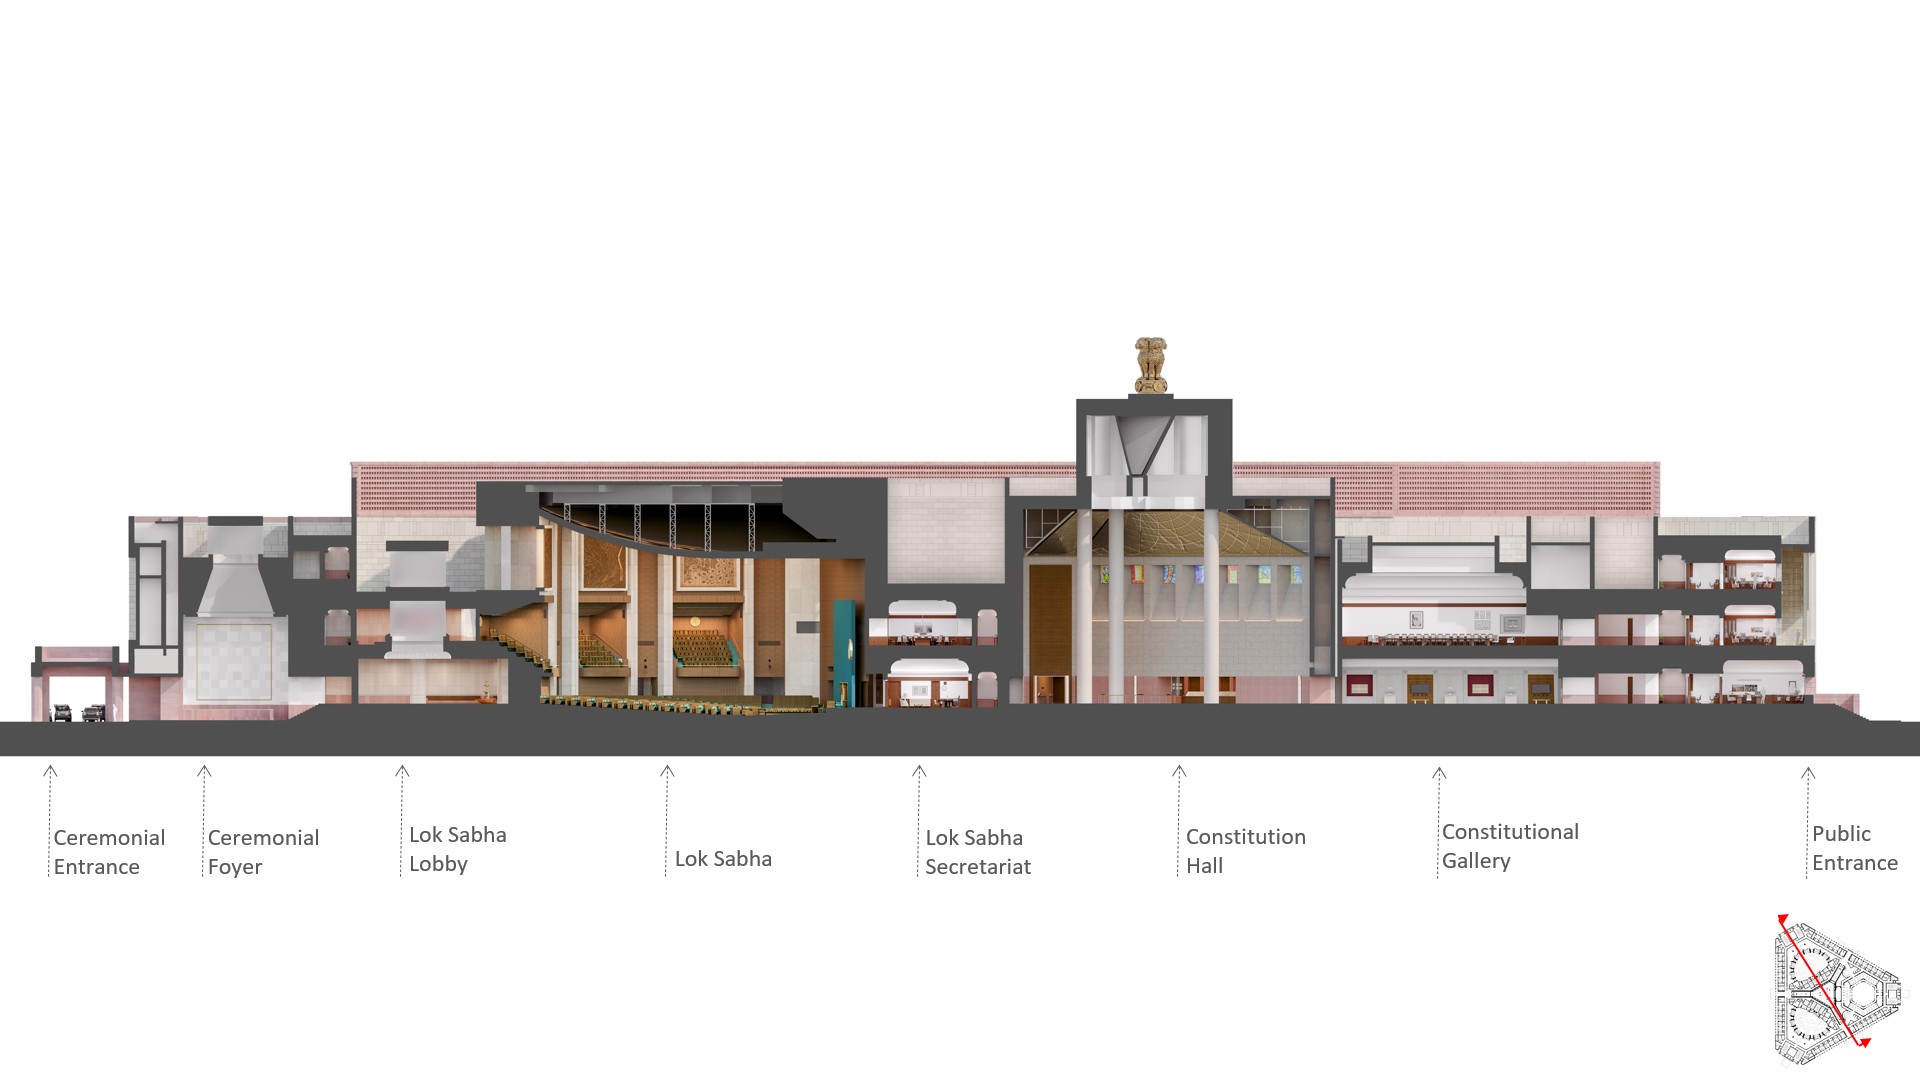 Ceremonial
Entrance
Ceremonial
Foyer
Lok Sabha
Lobby
Lok Sabha
Lok Sabha
Secretariat
Constitution
Hall
Constitutional
Gallery
Public
Entrance